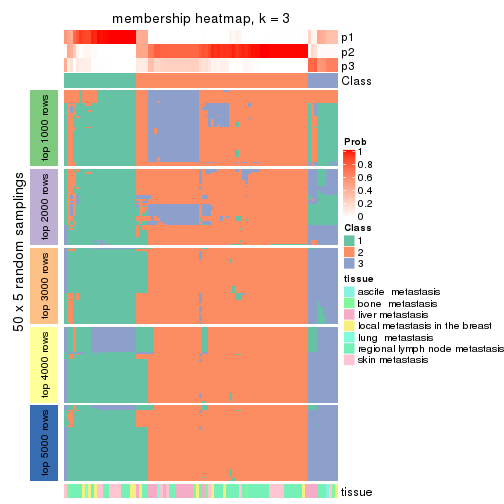 membership heatmap, k = 3
p1
p2
p3
Class
50 x 5 random samplings
top 1000 rows
top 2000 rows
top 3000 rows
top 4000 rows
top 5000 rows
Prob
1
0.8
0.6
0.4
0.2
0
Class
1
2
3
tissue
ascite metastasis
bone metastasis
liver metastasis
local metastasis in the breast
lung metastasis
regional lymph node metastasis
skin metastasis
tissue